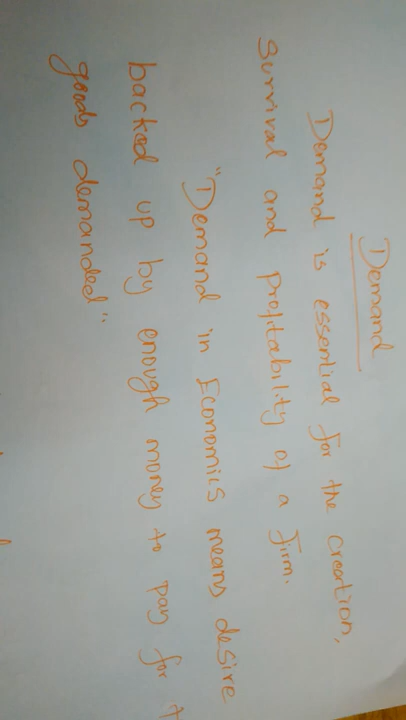 Demand
Demand is essential for the creation,
survival and profitability of a firm.
"Demand in Economics means desire
backed up by enough money to pay for
goods demanded"